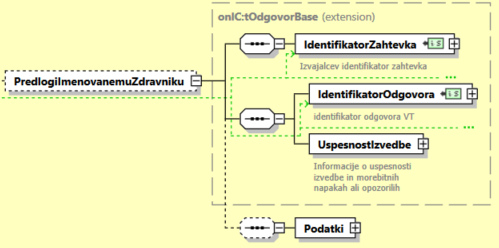 onIC:tOdgovorBase (extension)
IdentifikatorZahtevka
Izvajalcev identifikator zahtevka
PredlogiImenovanemuZdravniku
IdentifikatorOdgovora
identifikator odgovora VT
UspesnostIzvedbe
Informacije o uspesnosti
izvedbe in morebitnih
napakah ali opozorilih
Podatki